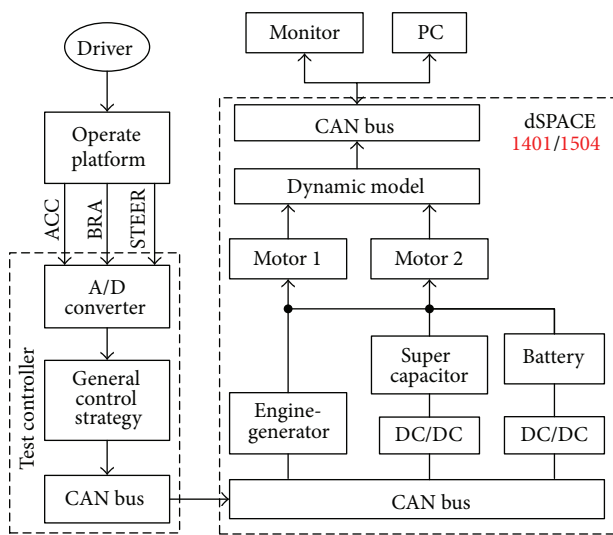 Driver
Operate
platform
ACC
BRA
STEER
A/D
converter
General
control
strategy
CAN bus
Test controller
Monitor
PC
CAN bus
dSPACE
1401/1504
Dynamic model
Motor 1
Motor 2
Super
capacitor
Battery
Engine-
generator
DC/DC
DC/DC
CAN bus